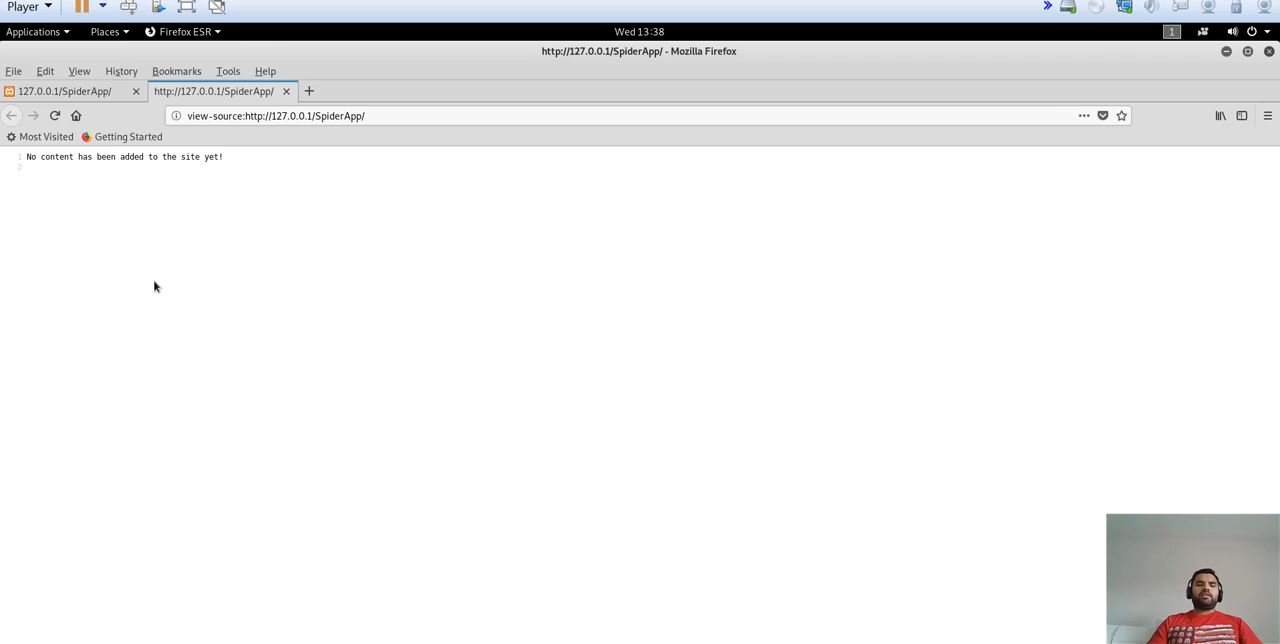 Player
Applications Places Firefox ESR Wed 13:38 1
http://127.0.0.1/SpiderApp/ - Mozilla Firefox
File Edit View History Bookmarks Tools Help
127.0.0.1/SpiderApp/ http://127.0.0.1/SpiderApp/
view-source:http://127.0.0.1/SpiderApp/
Most Visited Getting Started
1 No content has been added to the site yet!
2